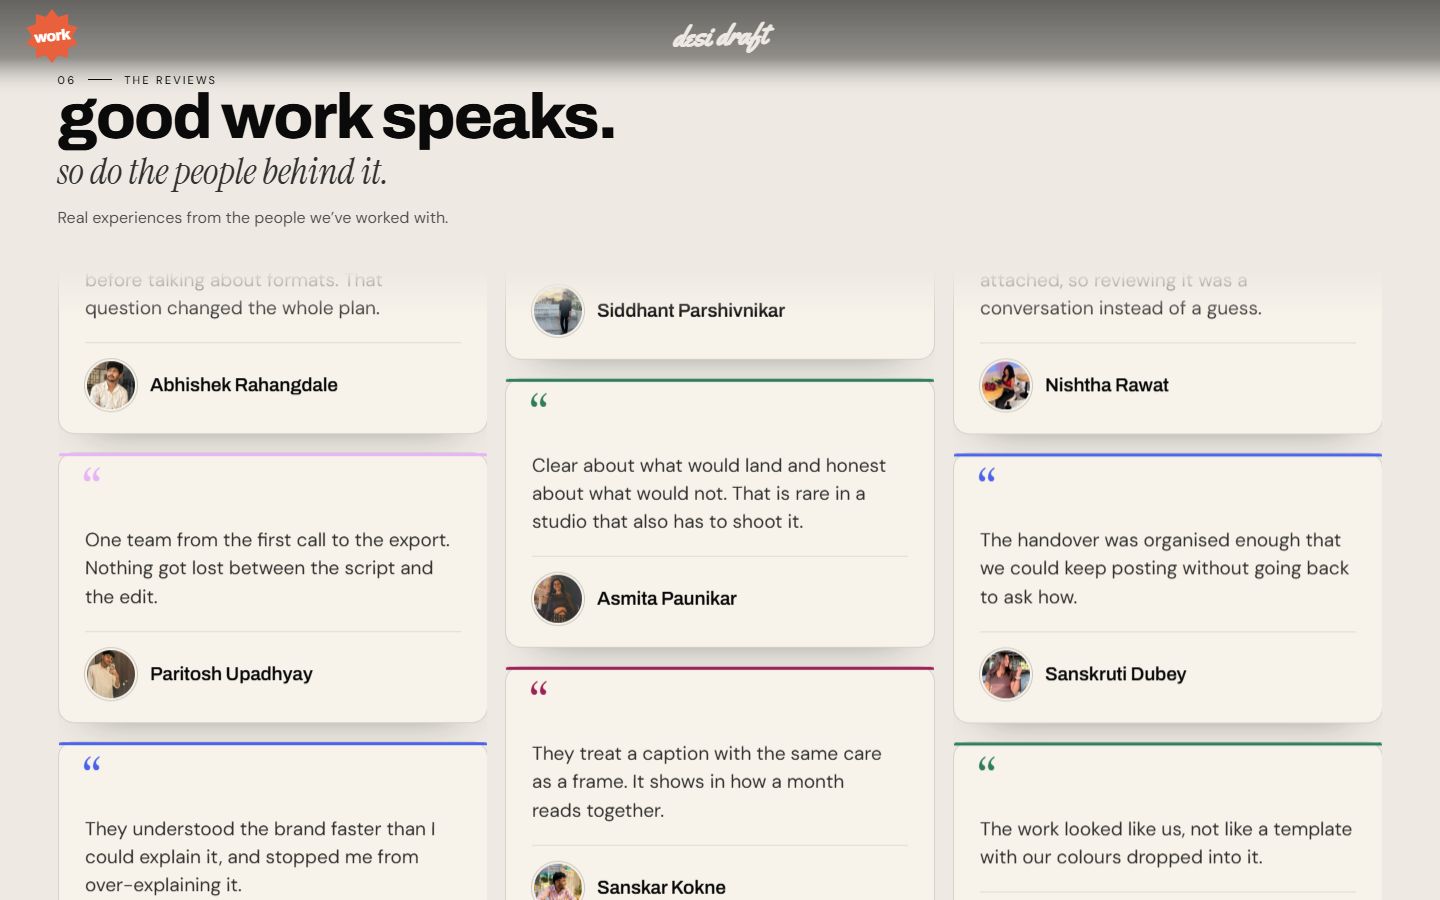 work
desi draft
06 — THE REVIEWS
good work speaks.
so do the people behind it.
Real experiences from the people we’ve worked with.
before talking about formats. That
question changed the whole plan.
Abhishek Rahangdale
“
One team from the first call to the export.
Nothing got lost between the script and
the edit.
Paritosh Upadhyay
“
They understood the brand faster than I
could explain it, and stopped me from
over-explaining it.
Siddhant Parshivnikar
“
Clear about what would land and honest
about what would not. That is rare in a
studio that also has to shoot it.
Asmita Paunikar
“
They treat a caption with the same care
as a frame. It shows in how a month
reads together.
Sanskar Kokne
attached, so reviewing it was a
conversation instead of a guess.
Nishtha Rawat
“
The handover was organised enough that
we could keep posting without going back
to ask how.
Sanskruti Dubey
“
The work looked like us, not like a template
with our colours dropped into it.